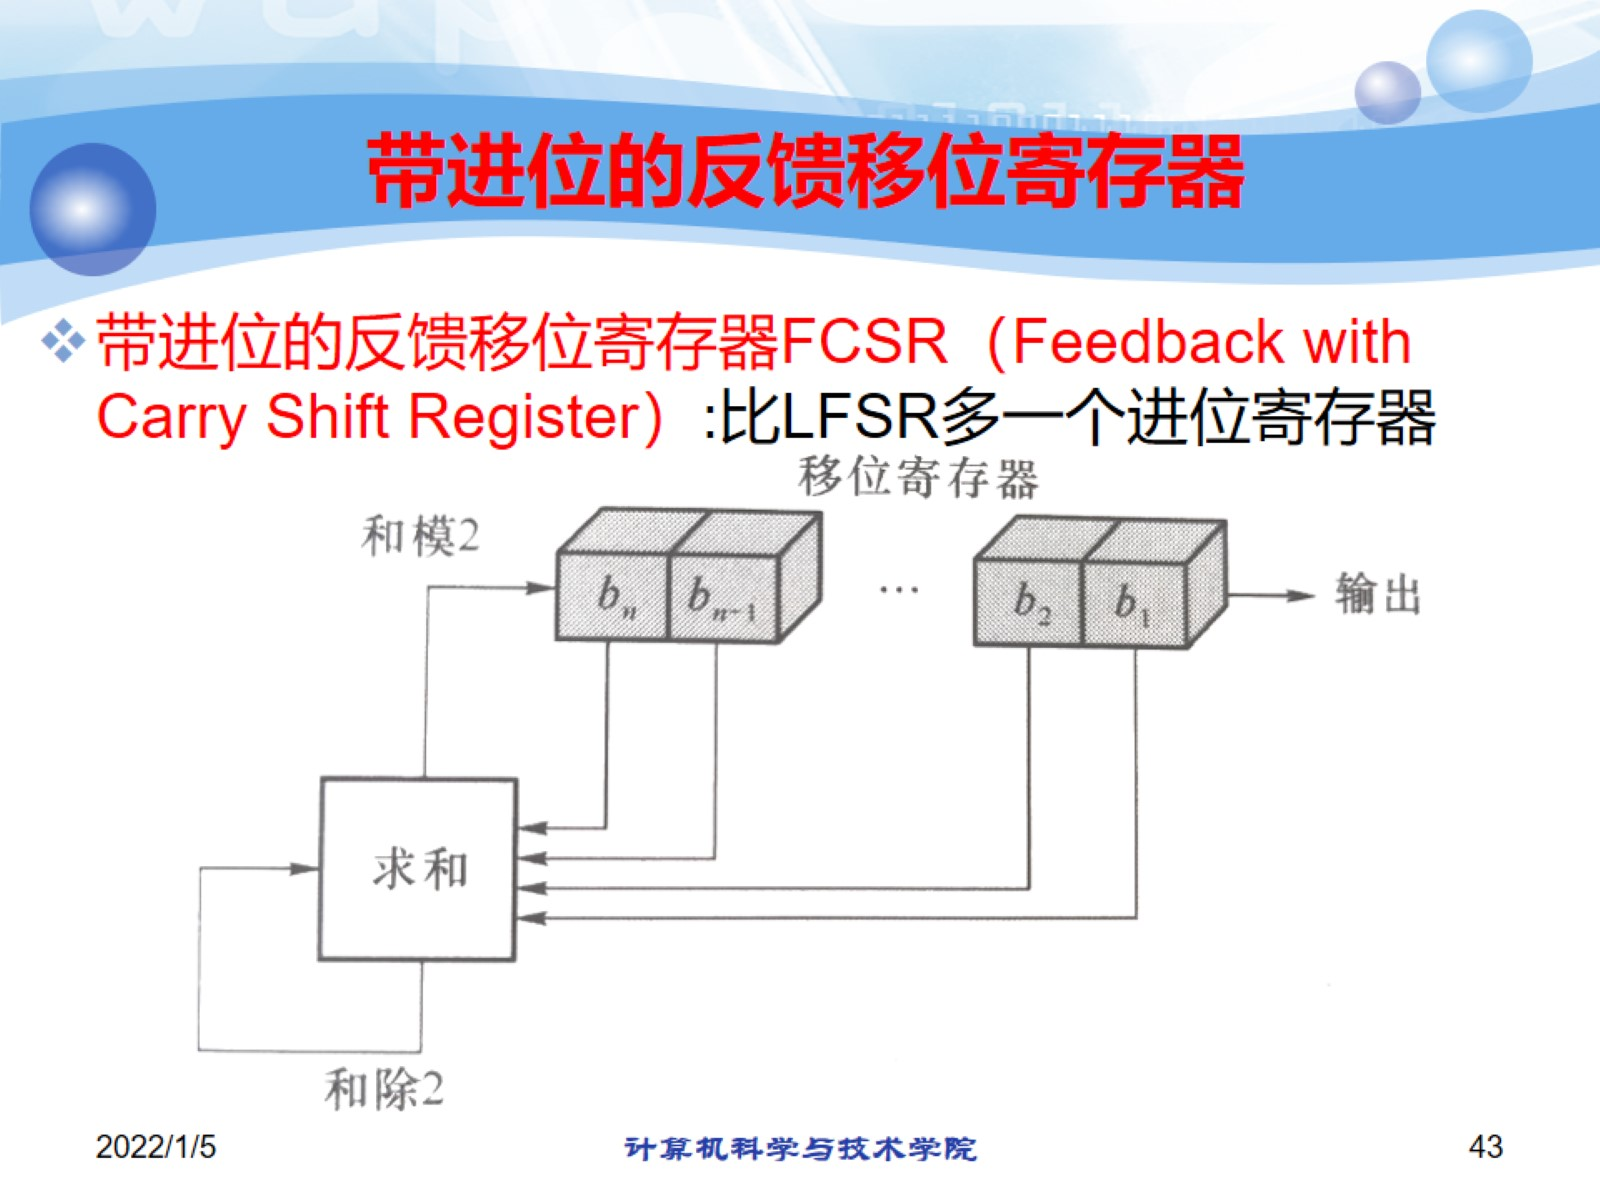 带进位的反馈移位寄存器
带进位的反馈移位寄存器FCSR（Feedback with
Carry Shift Register）:比LFSR多一个进位寄存器
移位寄存器
和模2
bₙ bₙ₋₁ … b₂ b₁
输出
求和
和除2
2022/1/5
计算机科学与技术学院
43